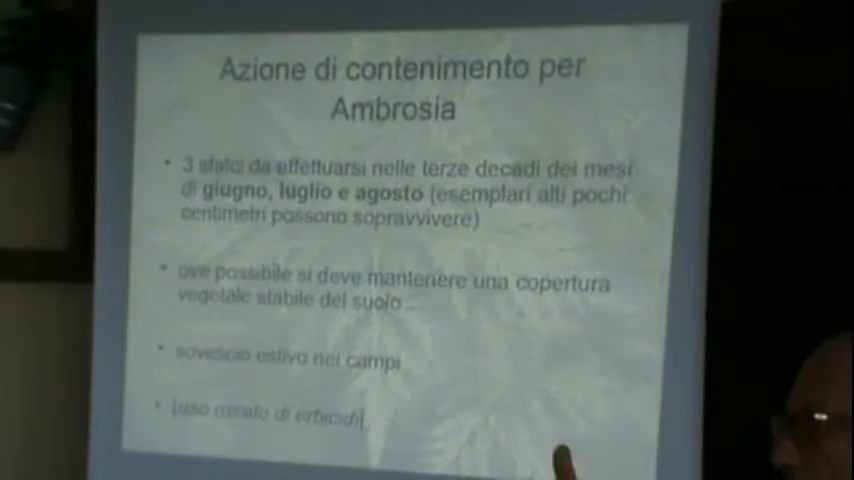 Azione di contenimento per
Ambrosia
• 3 sfalci da effettuarsi nelle terze decadi dei mesi
di giugno, luglio e agosto (esemplari alti pochi
centimetri possono sopravvivere)
• ove possibile si deve mantenere una copertura
vegetale stabile del suolo
• sovescio estivo nei campi
• [uso mirato di erbicidi]